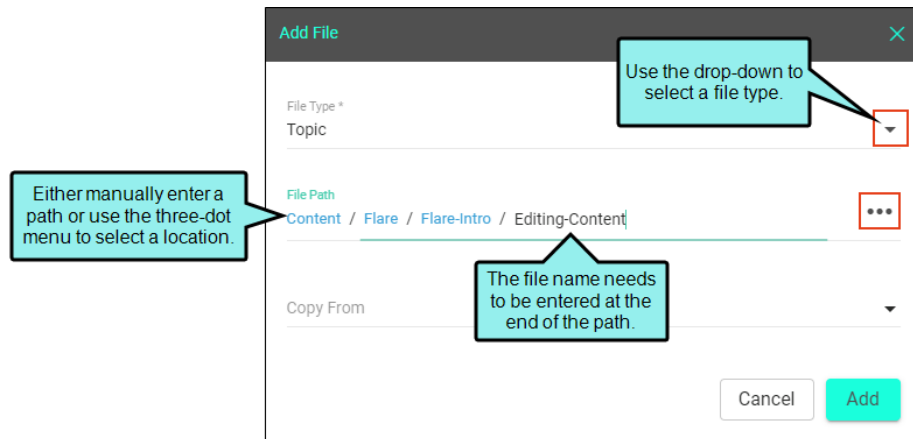 Add File
Use the drop-down to
select a file type.
File Type *
Topic
Either manually enter a
path or use the three-dot
menu to select a location.
File Path
Content / Flare / Flare-Intro / Editing-Content
The file name needs
to be entered at the
end of the path.
Copy From
Cancel
Add